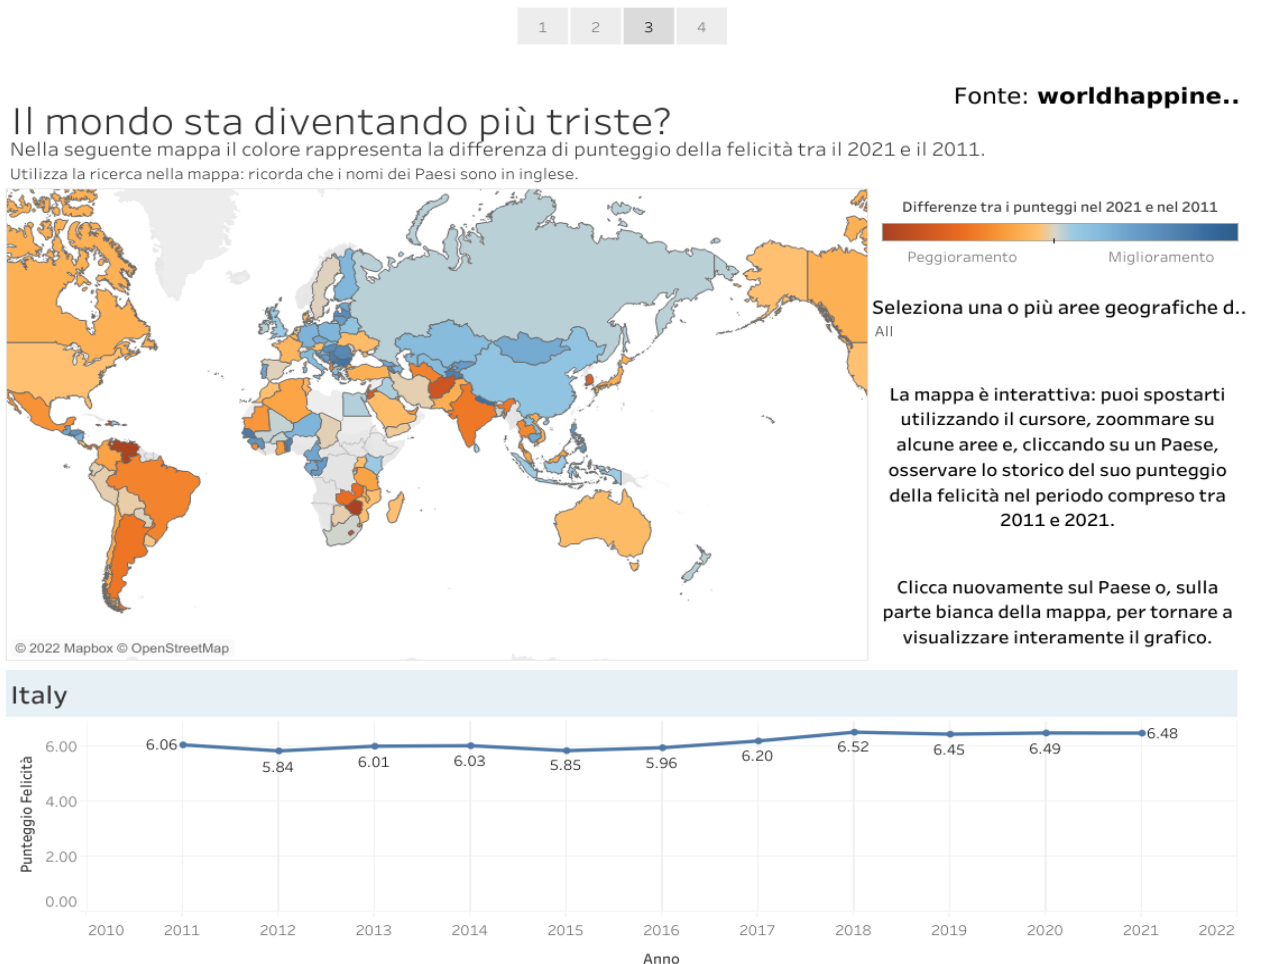 1 2 3 4
Fonte: worldhappine..
Il mondo sta diventando più triste?
Nella seguente mappa il colore rappresenta la differenza di punteggio della felicità tra il 2021 e il 2011.
Utilizza la ricerca nella mappa: ricorda che i nomi dei Paesi sono in inglese.
Differenze tra i punteggi nel 2021 e nel 2011
Peggioramento Miglioramento
Seleziona una o più aree geografiche d..
All
La mappa è interattiva: puoi spostarti
utilizzando il cursore, zoommare su
alcune aree e, cliccando su un Paese,
osservare lo storico del suo punteggio
della felicità nel periodo compreso tra
2011 e 2021.
Clicca nuovamente sul Paese o, sulla
parte bianca della mappa, per tornare a
visualizzare interamente il grafico.
© 2022 Mapbox © OpenStreetMap
Italy
Punteggio Felicità
6.00
4.00
2.00
0.00
6.06 5.84 6.01 6.03 5.85 5.96 6.20 6.52 6.45 6.49 6.48
2010 2011 2012 2013 2014 2015 2016 2017 2018 2019 2020 2021 2022
Anno